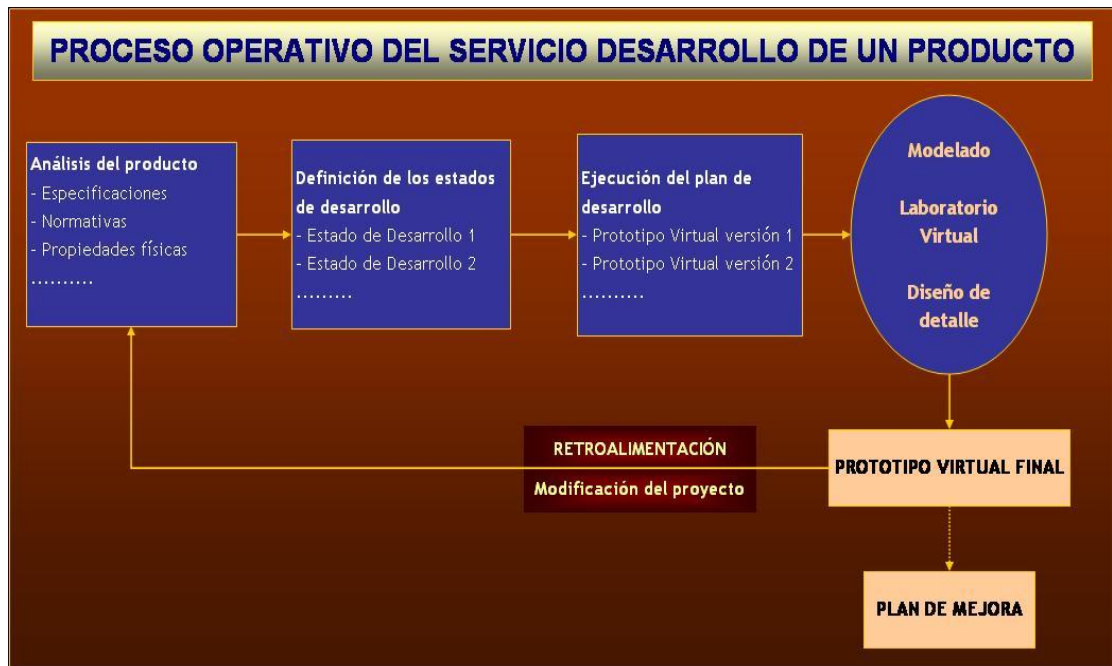 PROCESO OPERATIVO DEL SERVICIO DESARROLLO DE UN PRODUCTO
Análisis del producto
- Especificaciones
- Normativas
- Propiedades físicas
..........
Definición de los estados
de desarrollo
- Estado de Desarrollo 1
- Estado de Desarrollo 2
.........
Ejecución del plan de
desarrollo
- Prototipo Virtual versión 1
- Prototipo Virtual versión 2
..........
Modelado
Laboratorio
Virtual
Diseño de
detalle
RETROALIMENTACIÓN
Modificación del proyecto
PROTOTIPO VIRTUAL FINAL
PLAN DE MEJORA